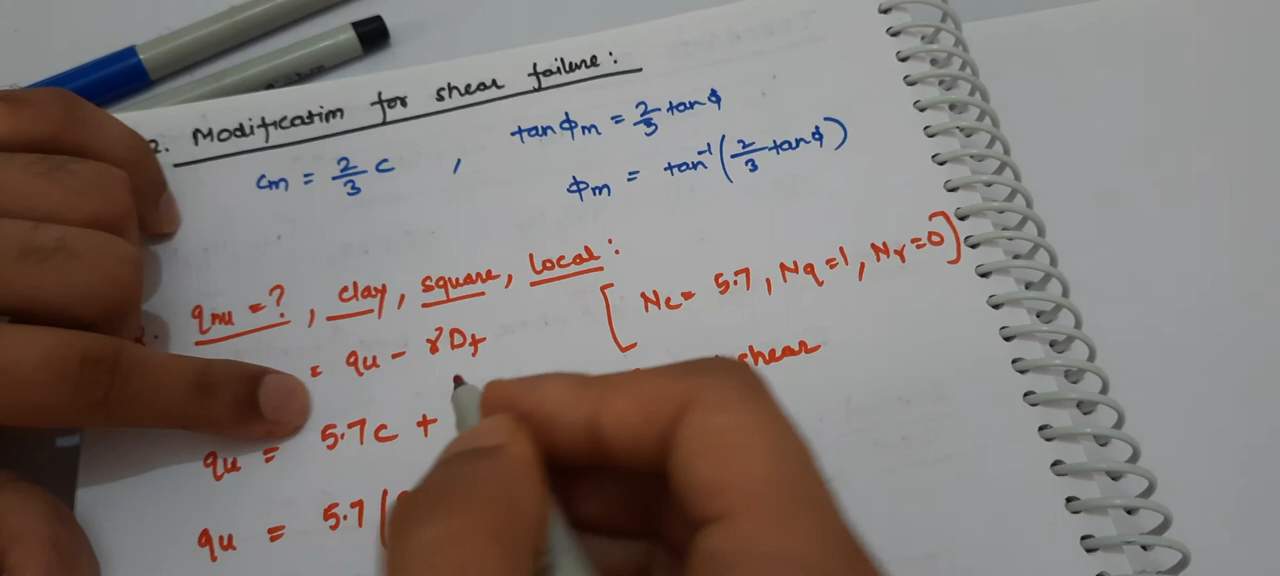 2. Modification for shear failure:
cm = 2/3 c , tan ϕm = 2/3 tan ϕ
ϕm = tan⁻¹(2/3 tan ϕ)
2. qnu = ?, clay, square, local:
= qu - γDf [Nc = 5.7, Nq = 1, Nγ = 0]
shear
qu = 5.7c +
qu = 5.7(